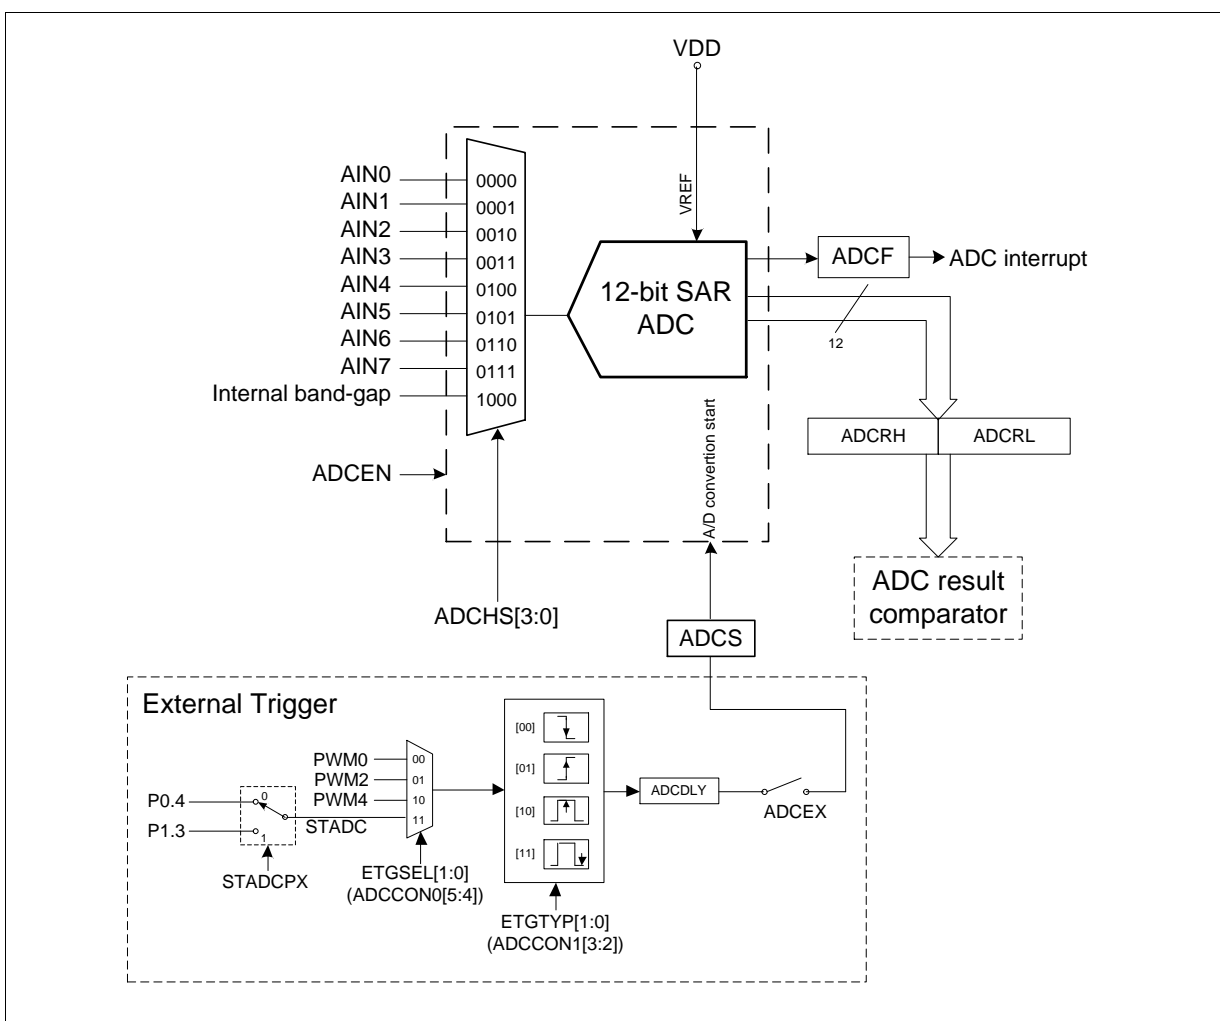 VDD
VREF
AIN0
AIN1
AIN2
AIN3
AIN4
AIN5
AIN6
AIN7
Internal band-gap
0000
0001
0010
0011
0100
0101
0110
0111
1000
12-bit SAR
ADC
ADCF
ADC interrupt
12
ADCRH
ADCRL
ADC result
comparator
ADCEN
A/D convertion start
ADCHS[3:0]
ADCS
External Trigger
PWM0
PWM2
PWM4
STADC
00
01
10
11
P0.4
P1.3
0
1
STADCPX
ETGSEL[1:0]
(ADCCON0[5:4])
[00]
[01]
[10]
[11]
ETGTYP[1:0]
(ADCCON1[3:2])
ADCDLY
ADCEX